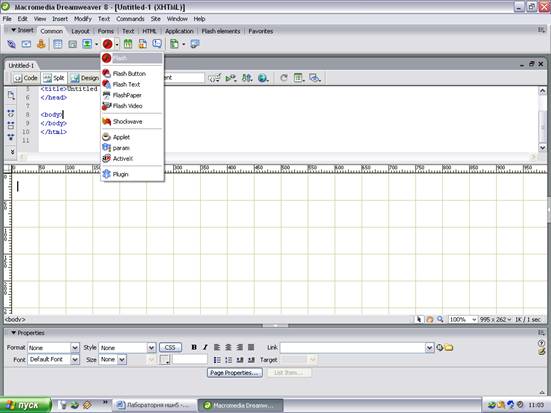 Macromedia Dreamweaver 8 - [Untitled-1 (XHTML)]
File Edit View Insert Modify Text Commands Site Window Help
Insert Common Layout Forms Text HTML Application Flash elements Favorites
Flash
Untitled-1
Code Split Design
Flash Button
Flash Text
FlashPaper
Flash Video
Shockwave
Applet
param
ActiveX
Plugin
5 <title>Untitled
6 </head>
7
8 <body>
9 </body>
10 </html>
11
0 50 100 150 200 250 300 350 400 450 500 550 600 650 700 750 800 850 900 950
<body> 100% 995 x 262 1K / 1 sec
Properties
Format None Style None CSS B I Link
Font Default Font Size None Target
Page Properties... List Item...
пуск Macromedia Dreamw... 11:03